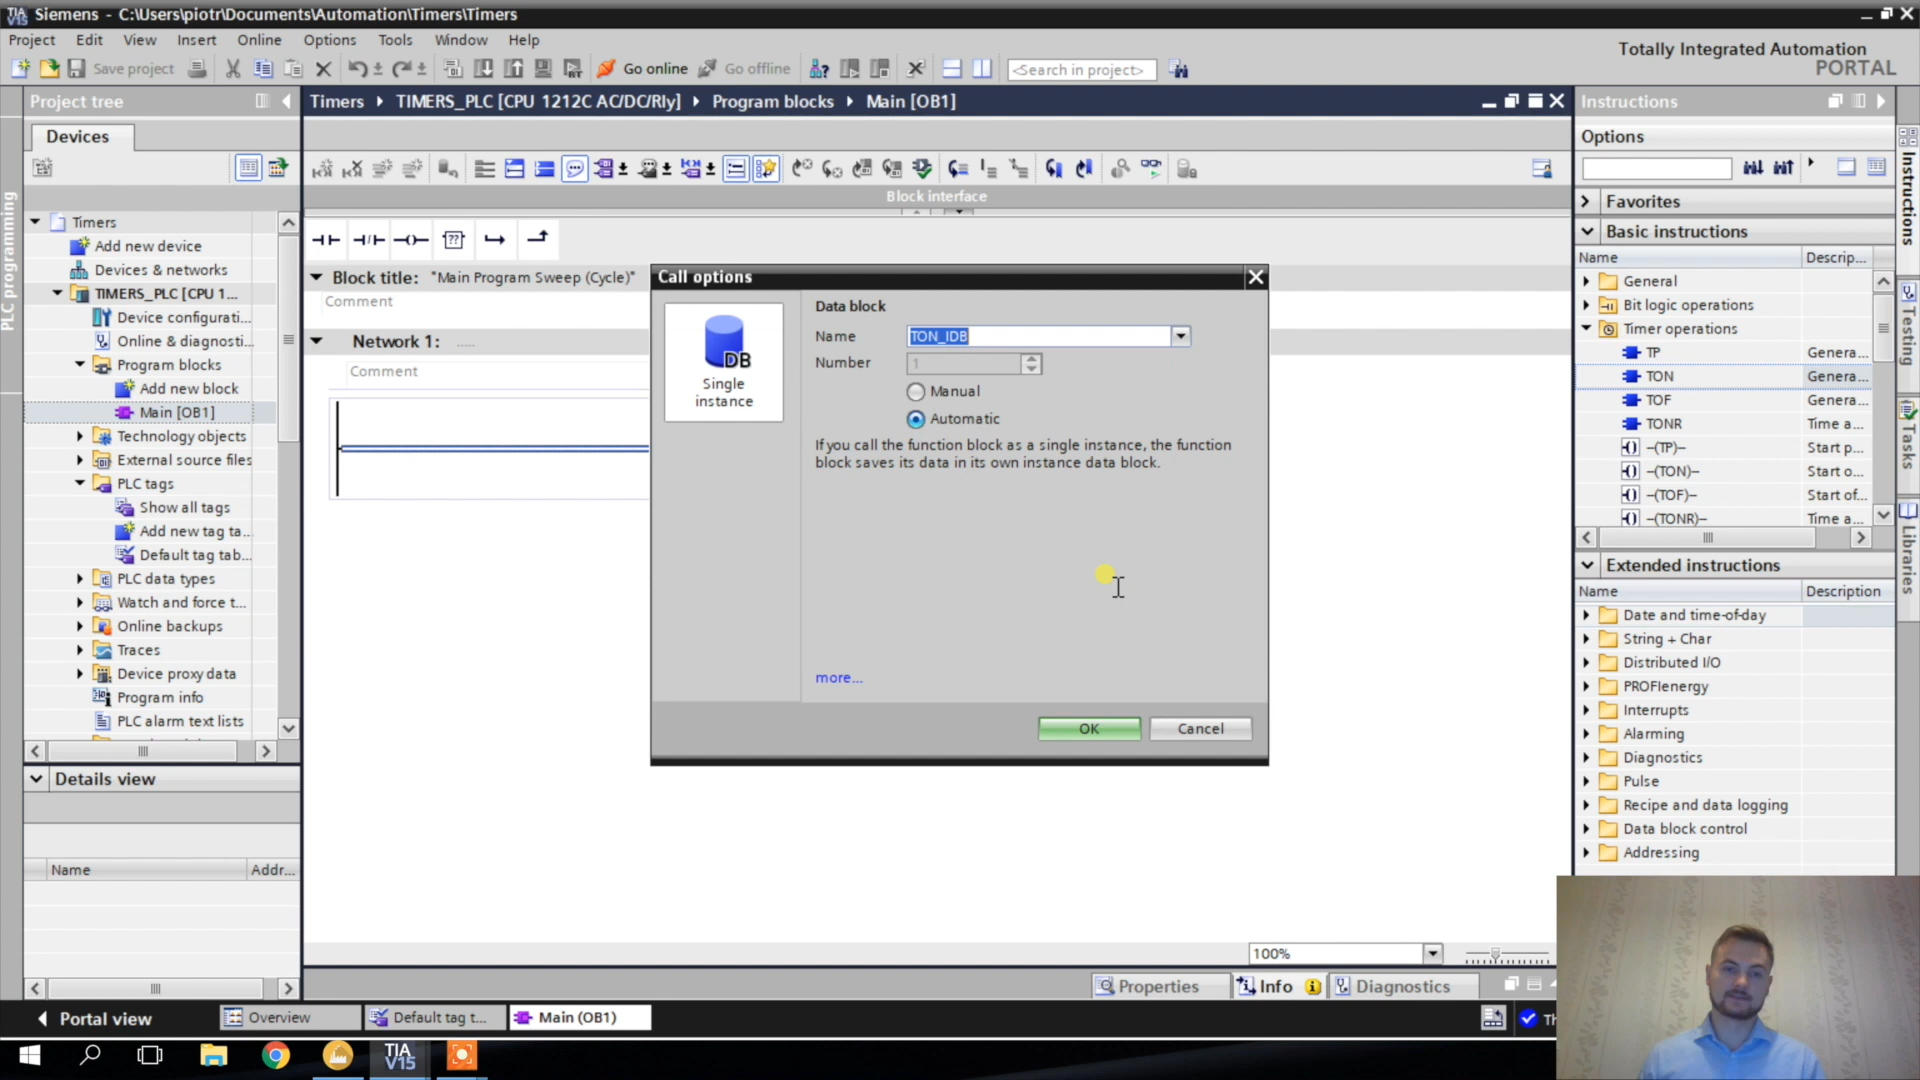 Siemens - C:\Users\piotr\Documents\Automation\Timers\Timers
Project Edit View Insert Online Options Tools Window Help
Totally Integrated Automation
PORTAL
Save project Go online Go offline <Search in project>
Project tree
Timers TIMERS_PLC [CPU 1212C AC/DC/Rly] Program blocks Main [OB1]
Instructions
Devices
Options
PLC programming
Block interface
Timers
Add new device
Devices & networks
TIMERS_PLC [CPU 1...
Device configurati...
Online & diagnosti...
Program blocks
Add new block
Main [OB1]
Technology objects
External source files
PLC tags
Show all tags
Add new tag ta...
Default tag tab...
PLC data types
Watch and force t...
Online backups
Traces
Device proxy data
Program info
PLC alarm text lists
Details view
Name Addr...
??
Block title: "Main Program Sweep (Cycle)"
Comment
Network 1: .....
Comment
Call options
DB
Single
instance
Data block
Name TON_IDB
Number 1
Manual
Automatic
If you call the function block as a single instance, the function
block saves its data in its own instance data block.
more...
OK Cancel
100%
Properties Info Diagnostics
Favorites
Basic instructions
Name Descrip...
General
Bit logic operations
Timer operations
TP Genera...
TON Genera...
TOF Genera...
TONR Time a...
-(TP)- Start p...
-(TON)- Start o...
-(TOF)- Start of...
-(TONR)- Time a...
Extended instructions
Name Description
Date and time-of-day
String + Char
Distributed I/O
PROFIenergy
Interrupts
Alarming
Diagnostics
Pulse
Recipe and data logging
Data block control
Addressing
Instructions
Testing
Tasks
Libraries
Portal view Overview Default tag t... Main (OB1) Th
TIA
V15